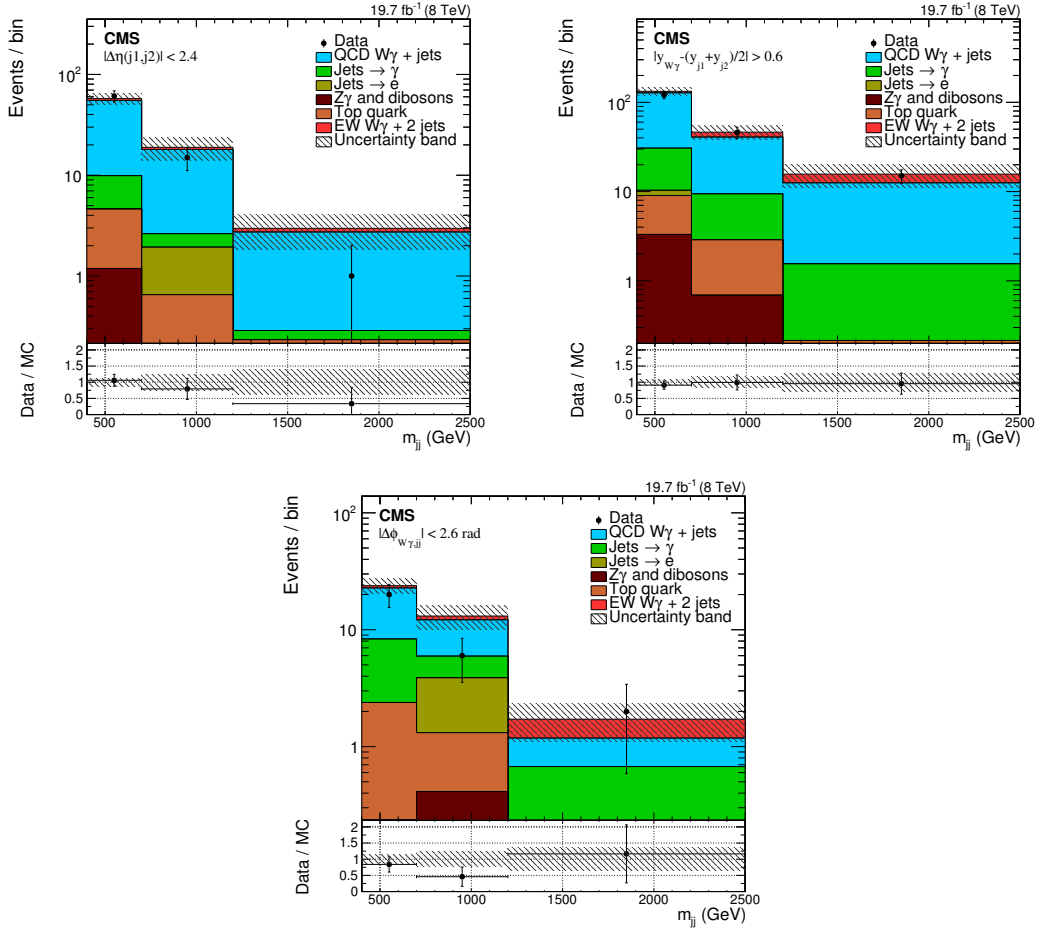 19.7 fb⁻¹ (8 TeV)
CMS
|Δη(j1,j2)| < 2.4
Data
QCD Wγ + jets
Jets → γ
Jets → e
Zγ and dibosons
Top quark
EW Wγ + 2 jets
Uncertainty band
Events / bin
10²
10
1
Data / MC
2
1.5
1
0.5
0
500 1000 1500 2000 2500
m_jj (GeV)
19.7 fb⁻¹ (8 TeV)
CMS
|y_Wγ-(y_j1+y_j2)/2| > 0.6
Data
QCD Wγ + jets
Jets → γ
Jets → e
Zγ and dibosons
Top quark
EW Wγ + 2 jets
Uncertainty band
Events / bin
10²
10
1
Data / MC
2
1.5
1
0.5
0
500 1000 1500 2000 2500
m_jj (GeV)
19.7 fb⁻¹ (8 TeV)
CMS
|Δϕ_Wγ,jj| < 2.6 rad
Data
QCD Wγ + jets
Jets → γ
Jets → e
Zγ and dibosons
Top quark
EW Wγ + 2 jets
Uncertainty band
Events / bin
10²
10
1
Data / MC
2
1.5
1
0.5
0
500 1000 1500 2000 2500
m_jj (GeV)